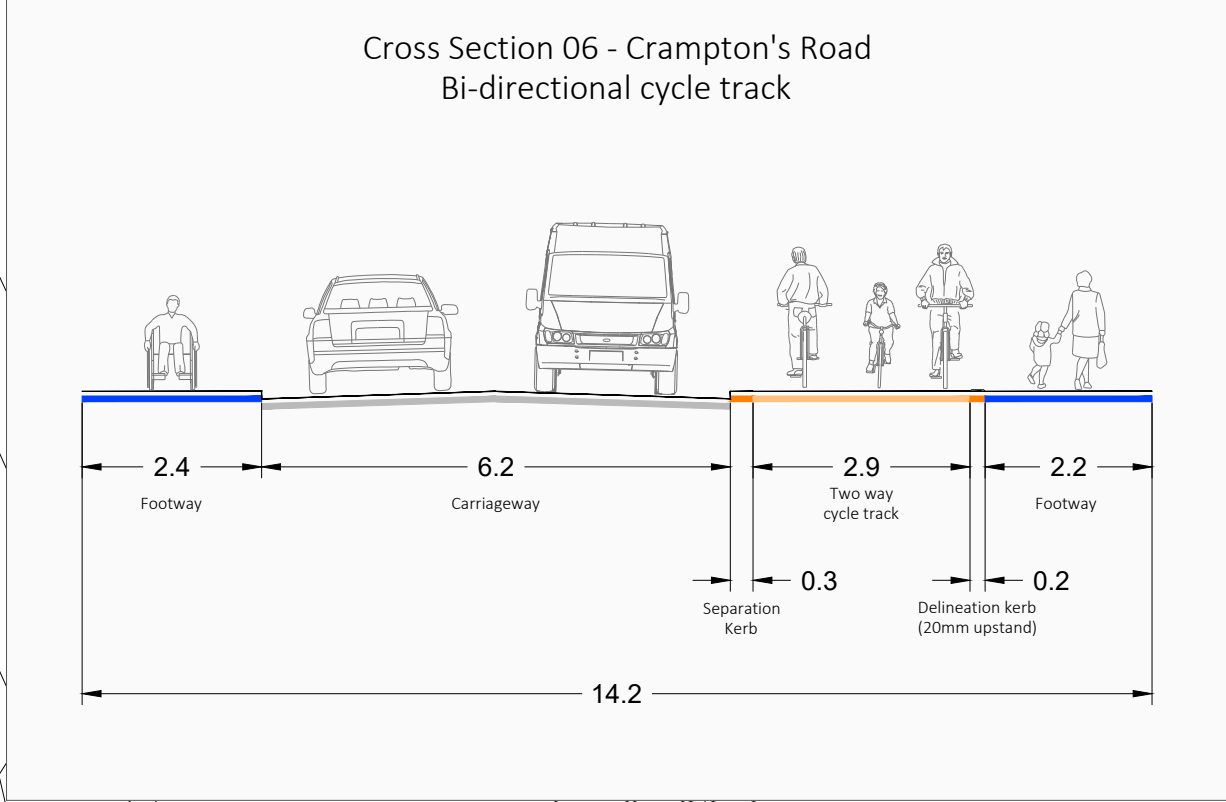 Cross Section 06 - Crampton's Road
Bi-directional cycle track
2.4
6.2
2.9
2.2
Footway
Carriageway
Two way
cycle track
Footway
0.3
0.2
Separation
Kerb
Delineation kerb
(20mm upstand)
14.2